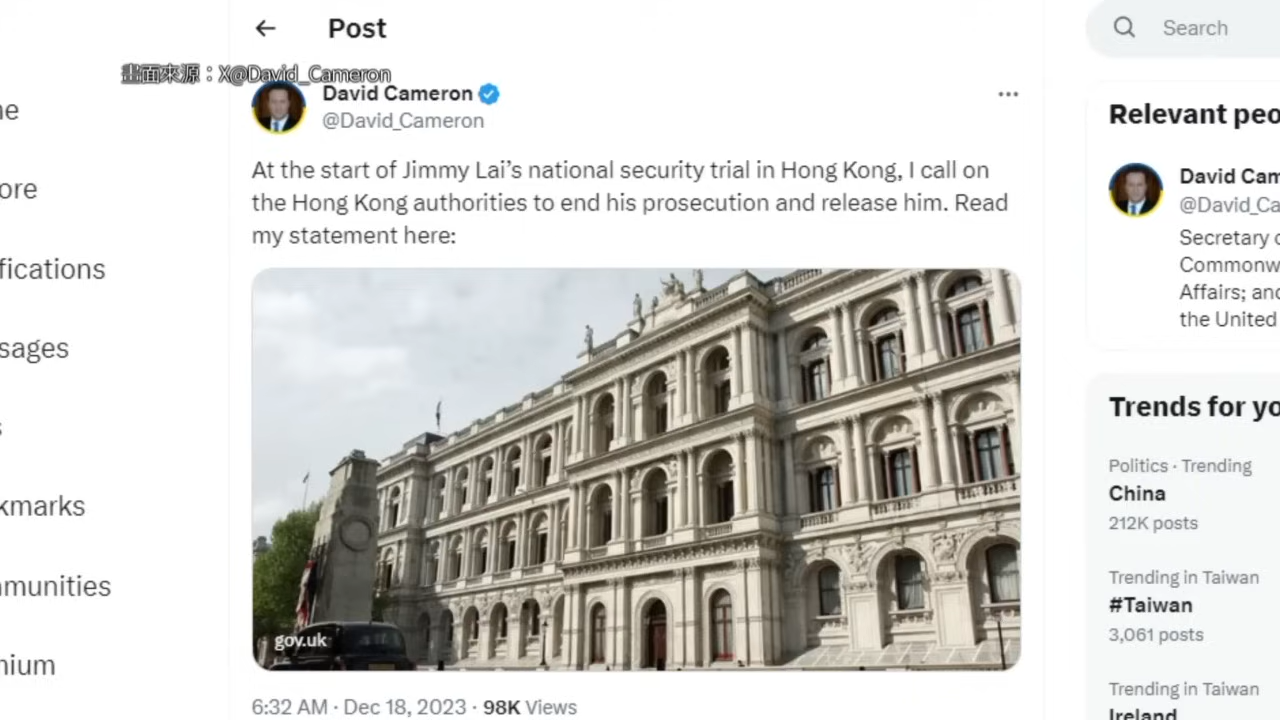 Post
Search
畫面來源：X@David_Cameron
David Cameron
@David_Cameron
At the start of Jimmy Lai’s national security trial in Hong Kong, I call on
the Hong Kong authorities to end his prosecution and release him. Read
my statement here:
gov.uk
6:32 AM · Dec 18, 2023 · 98K Views
ne
ore
fications
sages
s
kmarks
mmunities
nium
Relevant peo
David Cam
@David_Ca
Secretary o
Commonw
Affairs; and
the United
Trends for yo
Politics · Trending
China
212K posts
Trending in Taiwan
#Taiwan
3,061 posts
Trending in Taiwan
Ireland